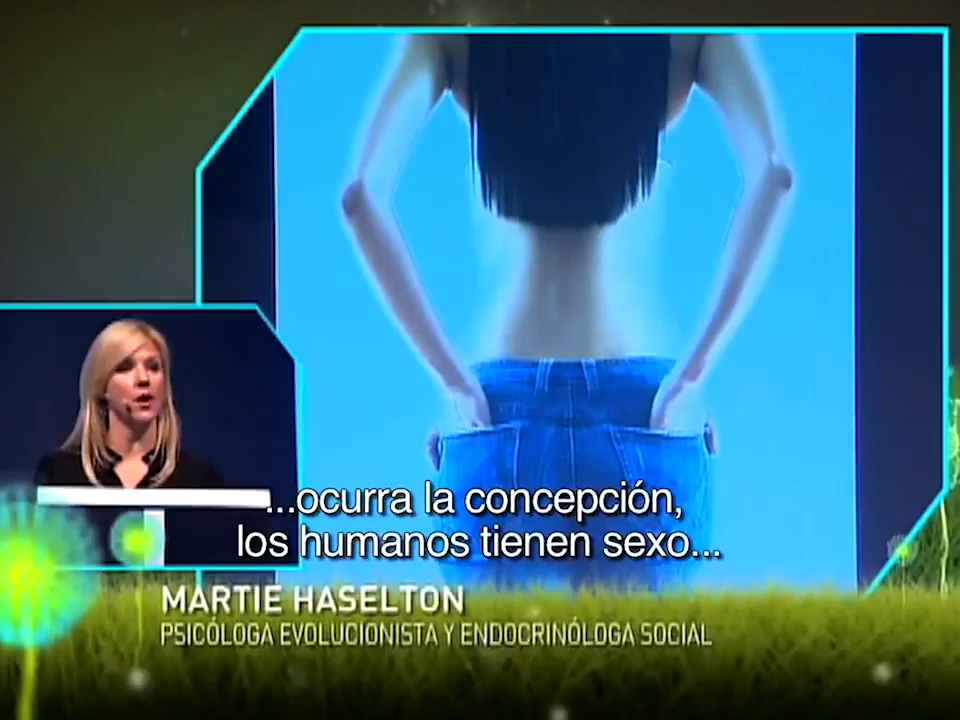 ...ocurra la concepción,
los humanos tienen sexo...
MARTIE HASELTON
PSICÓLOGA EVOLUCIONISTA Y ENDOCRINÓLOGA SOCIAL